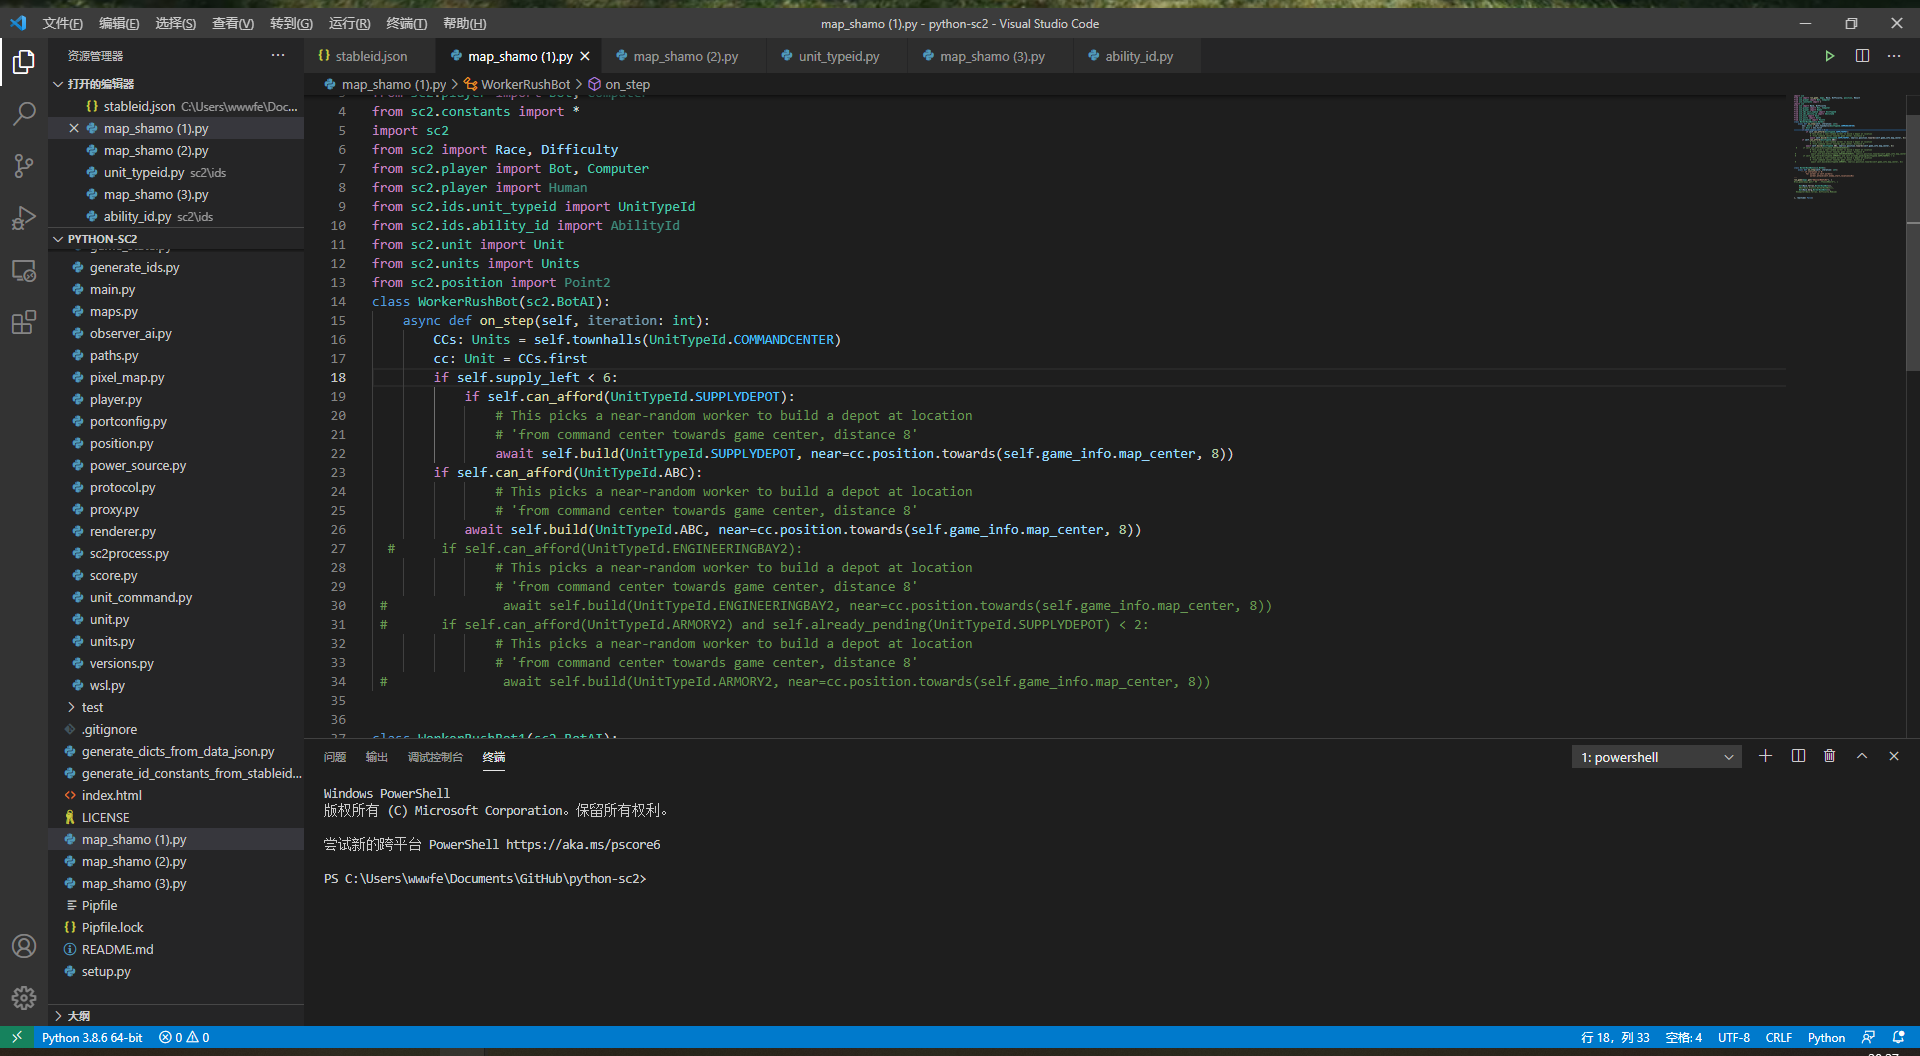 文件(F) 编辑(E) 选择(S) 查看(V) 转到(G) 运行(R) 终端(T) 帮助(H)
map_shamo (1).py - python-sc2 - Visual Studio Code
资源管理器
打开的编辑器
stableid.json C:\Users\wwwfe\Doc...
map_shamo (1).py
map_shamo (2).py
unit_typeid.py sc2\ids
map_shamo (3).py
ability_id.py sc2\ids
PYTHON-SC2
generate_ids.py
main.py
maps.py
observer_ai.py
paths.py
pixel_map.py
player.py
portconfig.py
position.py
power_source.py
protocol.py
proxy.py
renderer.py
sc2process.py
score.py
unit_command.py
unit.py
units.py
versions.py
wsl.py
test
.gitignore
generate_dicts_from_data_json.py
generate_id_constants_from_stableid...
index.html
LICENSE
map_shamo (1).py
map_shamo (2).py
map_shamo (3).py
Pipfile
Pipfile.lock
README.md
setup.py
大纲
stableid.json map_shamo (1).py map_shamo (2).py unit_typeid.py map_shamo (3).py ability_id.py
map_shamo (1).py > WorkerRushBot > on_step
4 from sc2.constants import *
5 import sc2
6 from sc2 import Race, Difficulty
7 from sc2.player import Bot, Computer
8 from sc2.player import Human
9 from sc2.ids.unit_typeid import UnitTypeId
10 from sc2.ids.ability_id import AbilityId
11 from sc2.unit import Unit
12 from sc2.units import Units
13 from sc2.position import Point2
14 class WorkerRushBot(sc2.BotAI):
15 async def on_step(self, iteration: int):
16 CCs: Units = self.townhalls(UnitTypeId.COMMANDCENTER)
17 cc: Unit = CCs.first
18 if self.supply_left < 6:
19 if self.can_afford(UnitTypeId.SUPPLYDEPOT):
20 # This picks a near-random worker to build a depot at location
21 # 'from command center towards game center, distance 8'
22 await self.build(UnitTypeId.SUPPLYDEPOT, near=cc.position.towards(self.game_info.map_center, 8))
23 if self.can_afford(UnitTypeId.ABC):
24 # This picks a near-random worker to build a depot at location
25 # 'from command center towards game center, distance 8'
26 await self.build(UnitTypeId.ABC, near=cc.position.towards(self.game_info.map_center, 8))
27 # if self.can_afford(UnitTypeId.ENGINEERINGBAY2):
28 # This picks a near-random worker to build a depot at location
29 # 'from command center towards game center, distance 8'
30 # await self.build(UnitTypeId.ENGINEERINGBAY2, near=cc.position.towards(self.game_info.map_center, 8))
31 # if self.can_afford(UnitTypeId.ARMORY2) and self.already_pending(UnitTypeId.SUPPLYDEPOT) < 2:
32 # This picks a near-random worker to build a depot at location
33 # 'from command center towards game center, distance 8'
34 # await self.build(UnitTypeId.ARMORY2, near=cc.position.towards(self.game_info.map_center, 8))
35
36
37 class WorkerRushBot1(sc2.BotAI):
问题 输出 调试控制台 终端
1: powershell
Windows PowerShell
版权所有 (C) Microsoft Corporation。保留所有权利。
尝试新的跨平台 PowerShell https://aka.ms/pscore6
PS C:\Users\wwwfe\Documents\GitHub\python-sc2>
Python 3.8.6 64-bit 0 0
行 18，列 33 空格: 4 UTF-8 CRLF Python